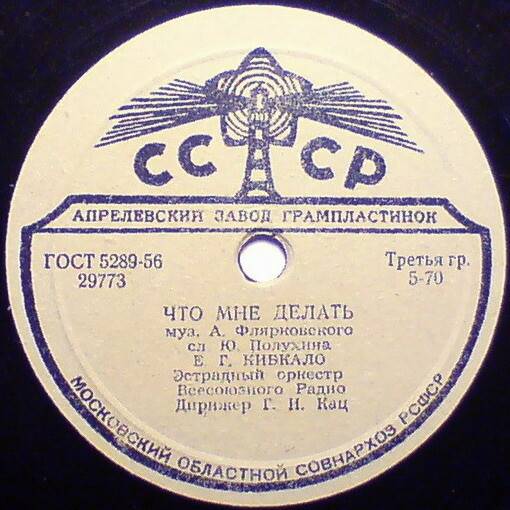 СССР
АПРЕЛЕВСКИЙ ЗАВОД ГРАМПЛАСТИНОК
ГОСТ 5289-56
29773
Третья гр.
5-70
ЧТО МНЕ ДЕЛАТЬ
муз. А. Флярковского
сл Ю. Полухина
Е. Г. КИБКАЛО
Эстрадный оркестр
Всесоюзного Радио
Дирижер Г. И. Кац
МОСКОВСКИЙ ОБЛАСТНОЙ СОВНАРХОЗ РСФСР